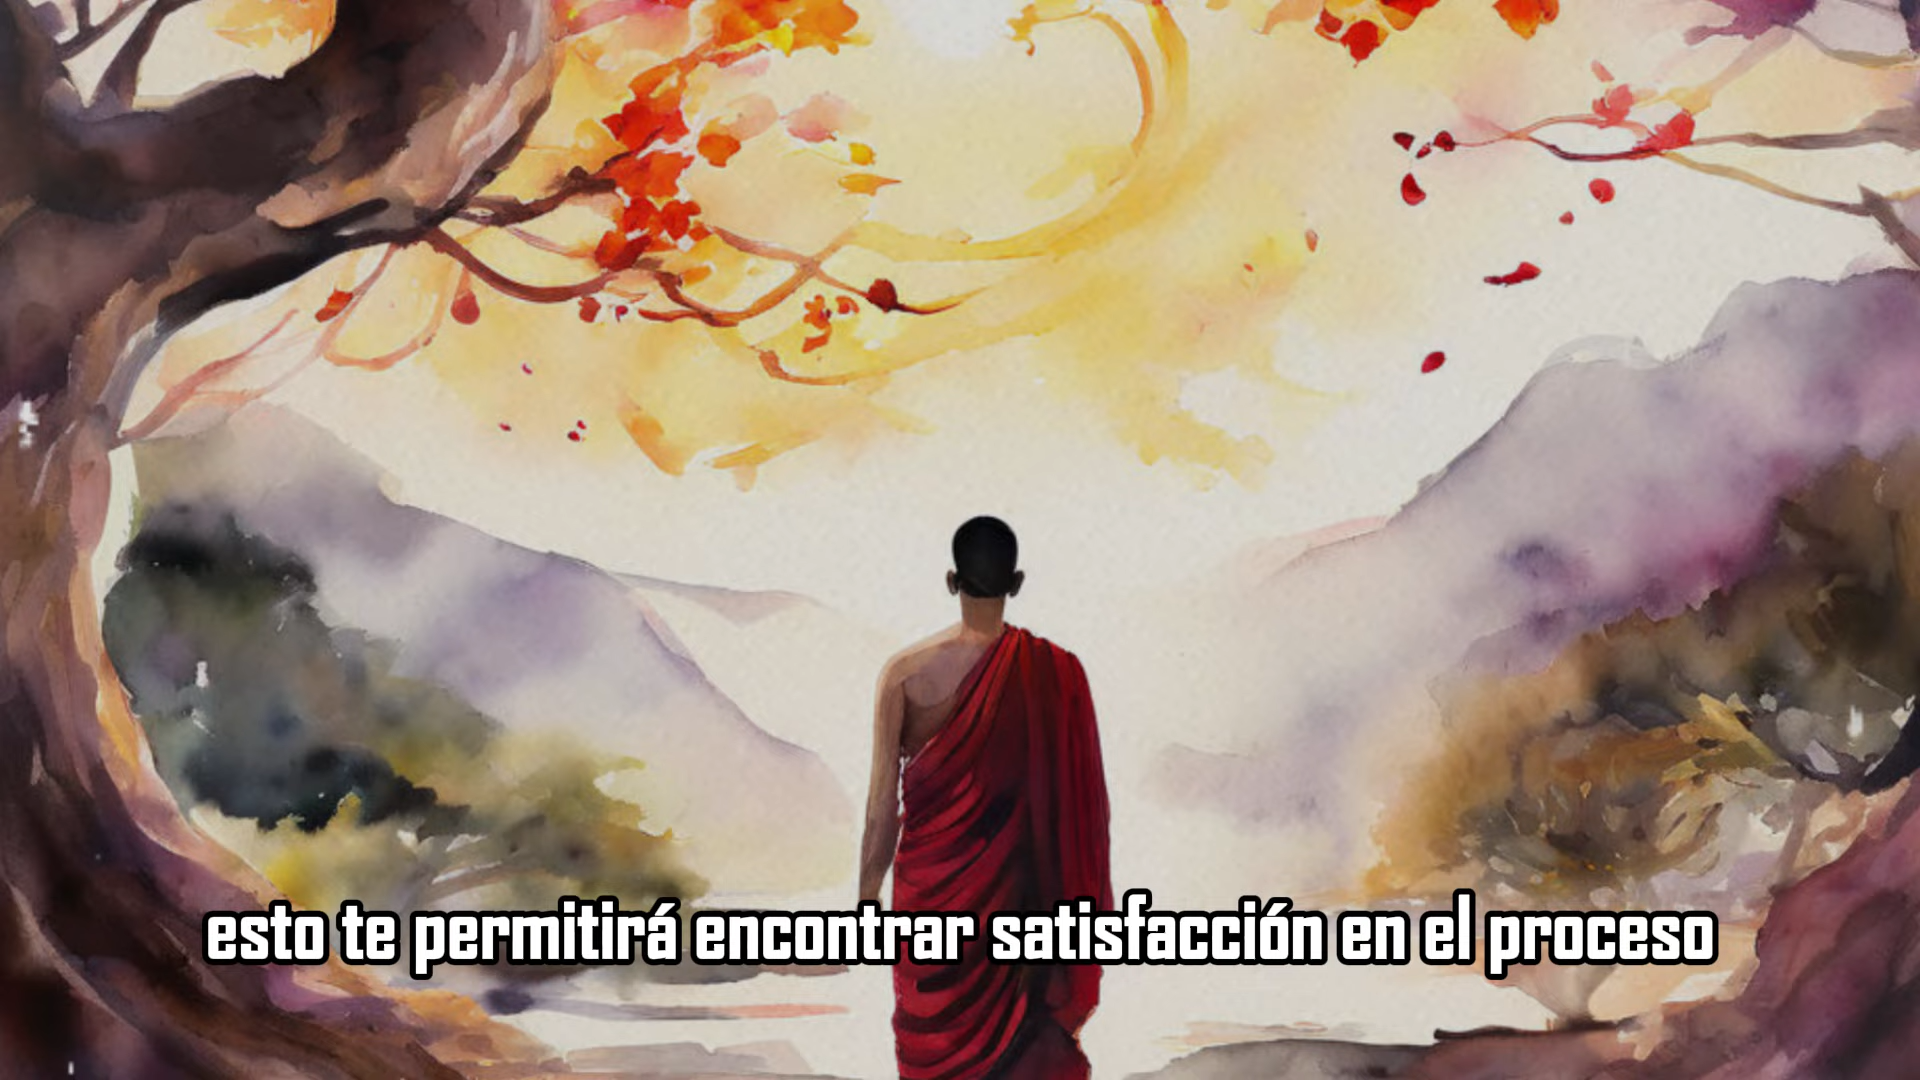 esto te permitirá encontrar satisfacción en el proceso